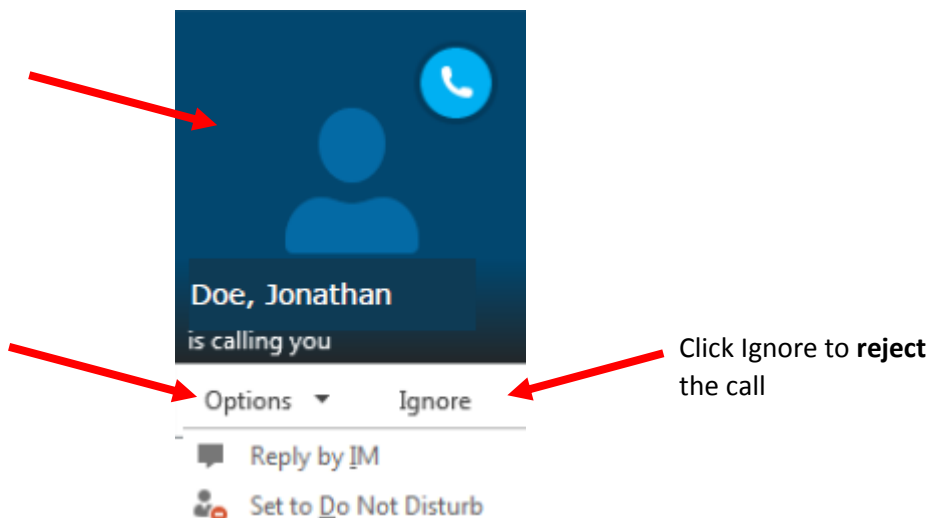 Doe, Jonathan
is calling you
Click Ignore to reject
the call
Options Ignore
Reply by IM
Set to Do Not Disturb